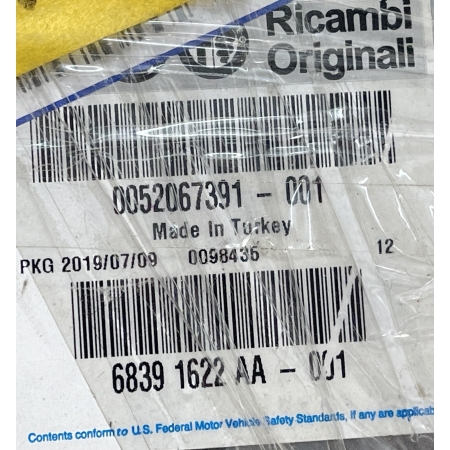 Ricambi
Originali
0052067391 - 001
Made In Turkey
PKG 2019/07/09 0098435 12
6839 1622 AA - 001
Contents conform to U.S. Federal Motor Vehicle Safety Standards, if any are applicab